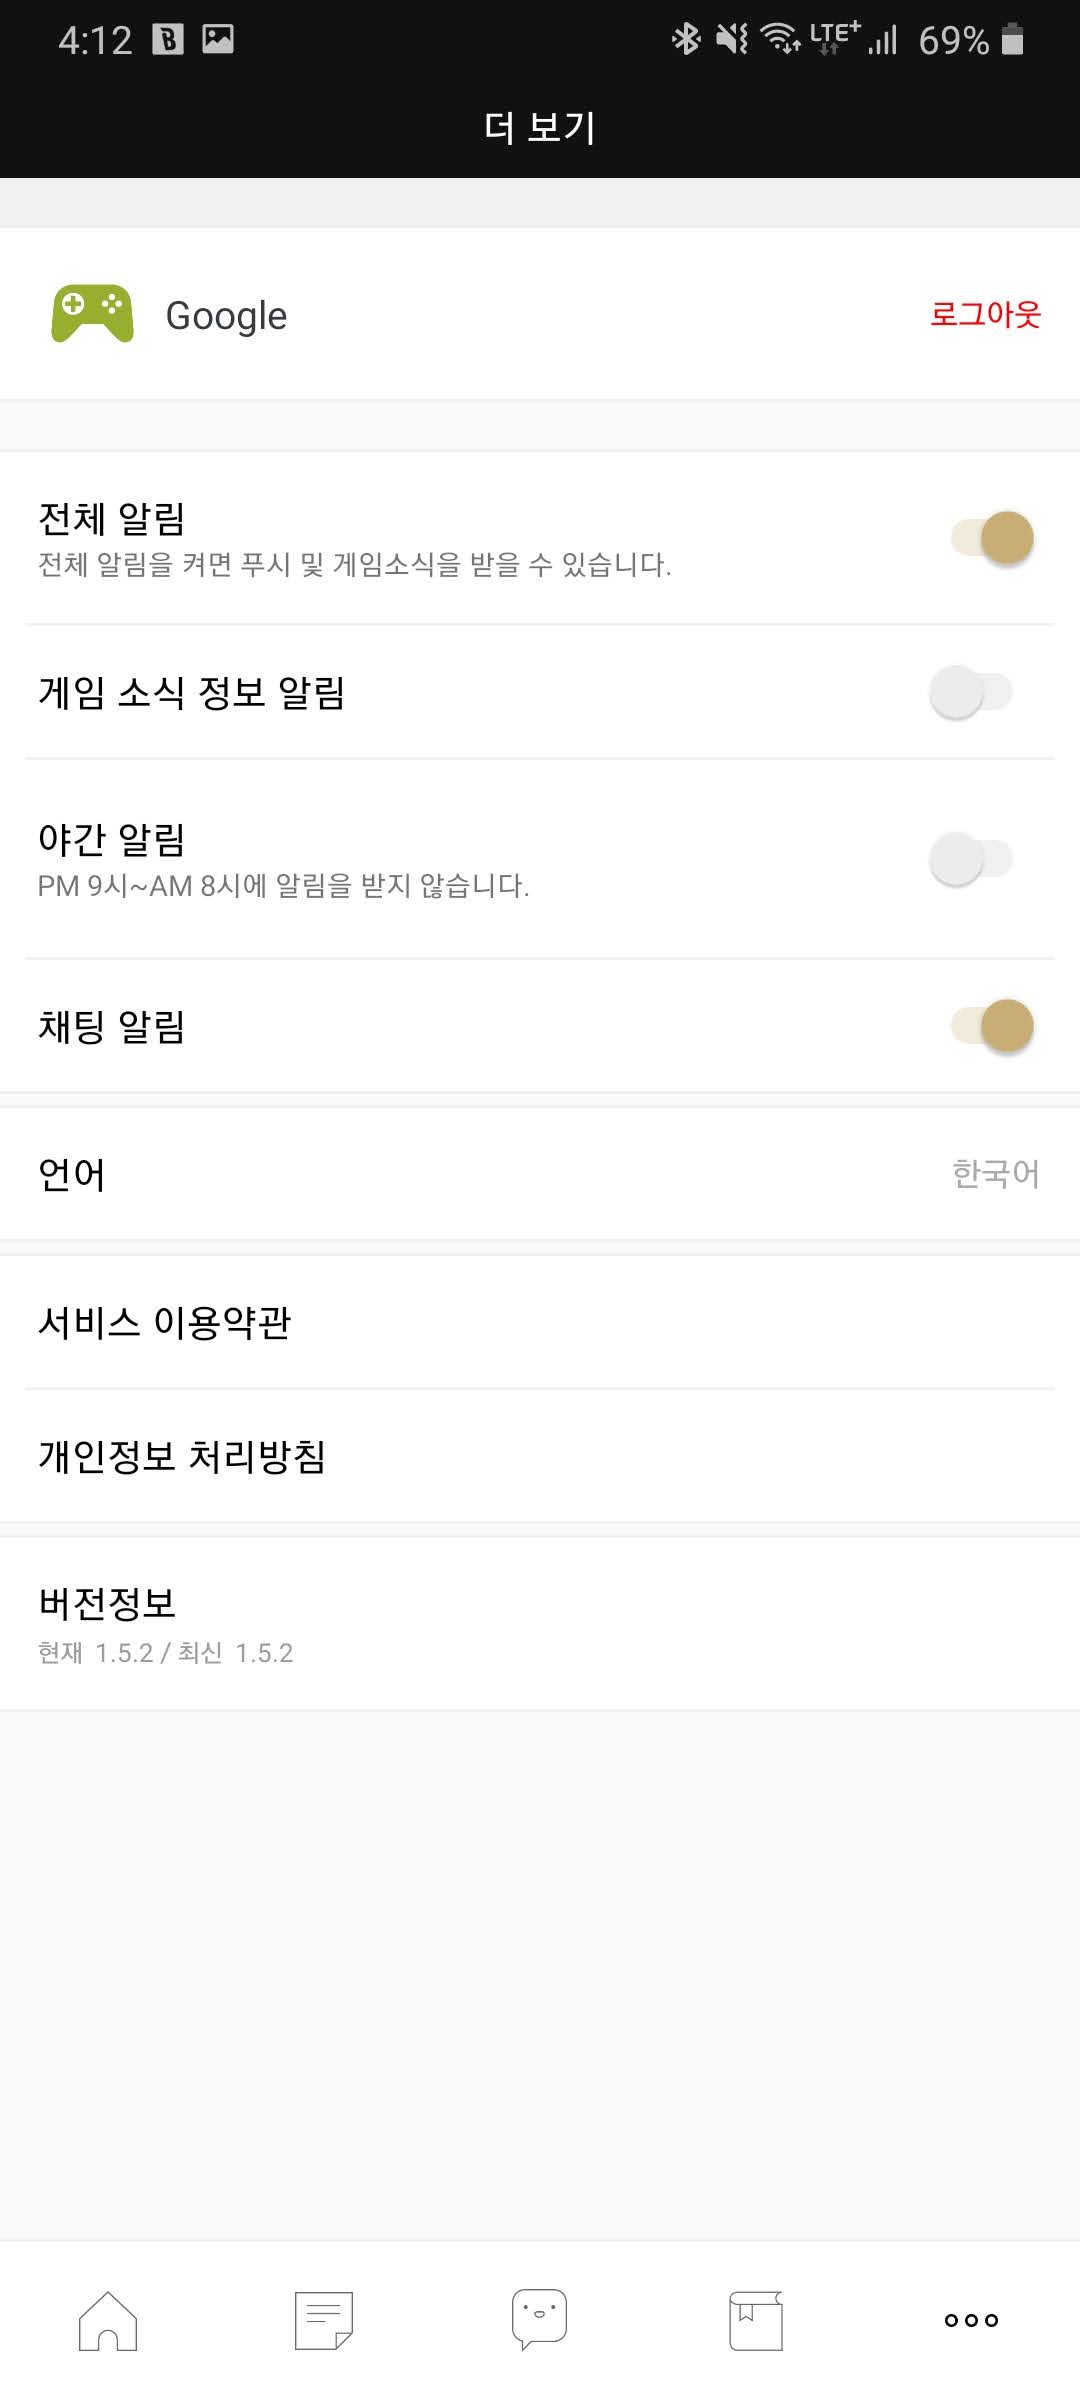 4:12 B LTE+ 69%
더 보기
Google 로그아웃
전체 알림
전체 알림을 켜면 푸시 및 게임소식을 받을 수 있습니다.
게임 소식 정보 알림
야간 알림
PM 9시~AM 8시에 알림을 받지 않습니다.
채팅 알림
언어 한국어
서비스 이용약관
개인정보 처리방침
버전정보
현재 1.5.2 / 최신 1.5.2